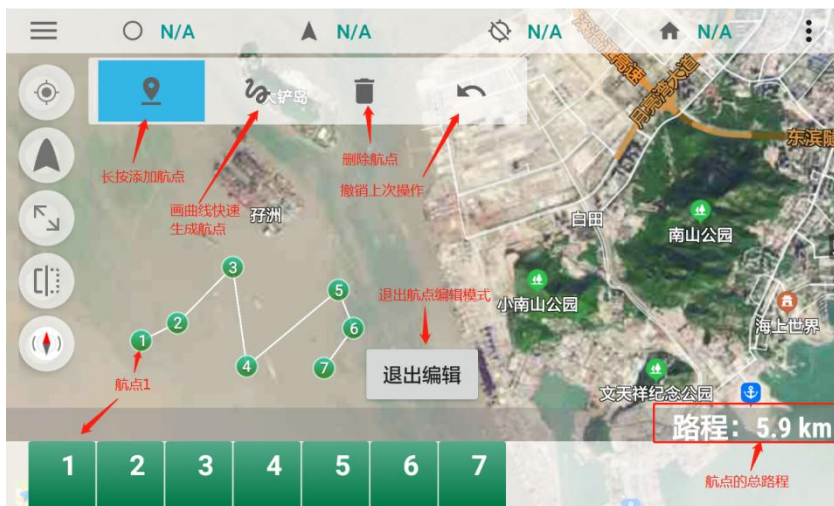 N/A
N/A
N/A
N/A
大铲岛
长按添加航点
画曲线快速
生成航点
删除航点
撤销上次操作
月亮湾大道
东滨隧
孖洲
白田
南山公园
小南山公园
海上世界
文天祥纪念公园
3
2
1
4
5
6
7
航点1
退出航点编辑模式
退出编辑
路程：5.9 km
航点的总路程
1 2 3 4 5 6 7